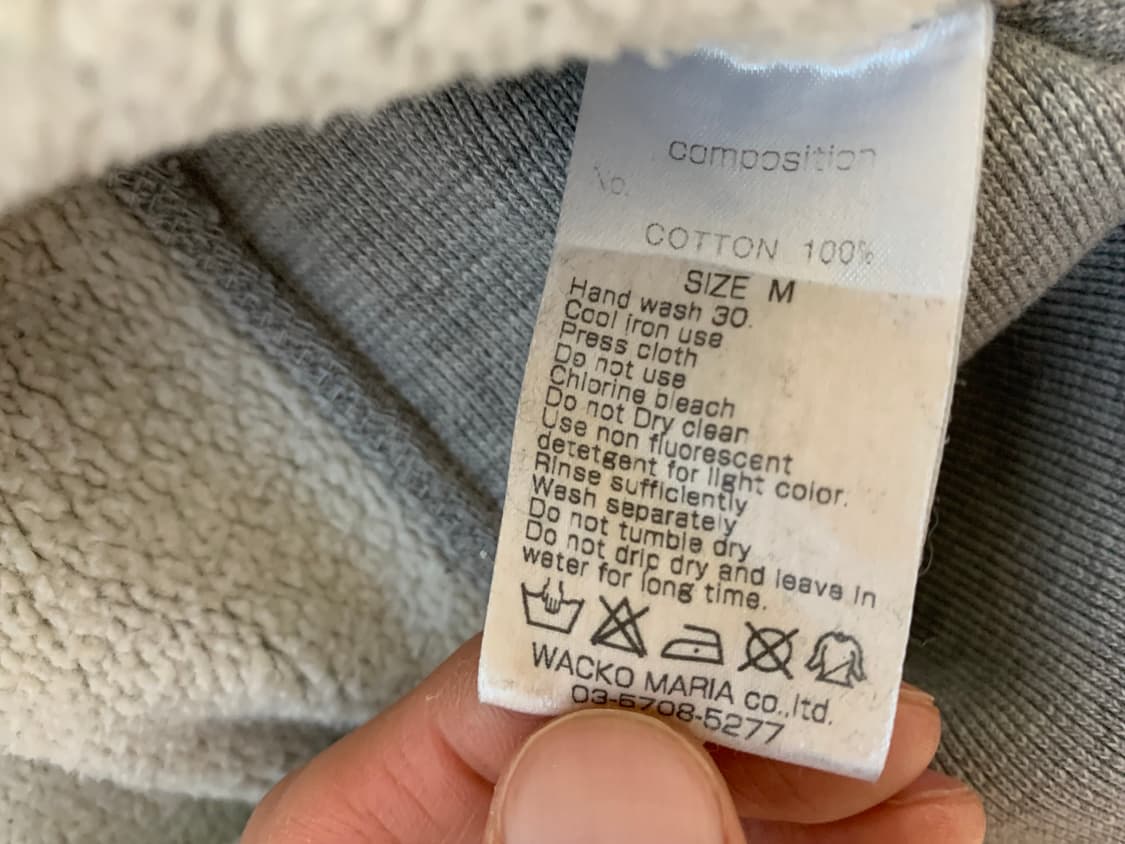 composition
No.
COTTON 100%
SIZE M
Hand wash 30.
Cool iron use
Press cloth
Do not use
Chlorine bleach
Do not Dry clean
Use non fluorescent
detetgent for light color.
Rinse sufficiently
Wash separately
Do not tumble dry
Do not drip dry and leave in
water for long time.
WACKO MARIA co.,ltd.
03-5708-5277